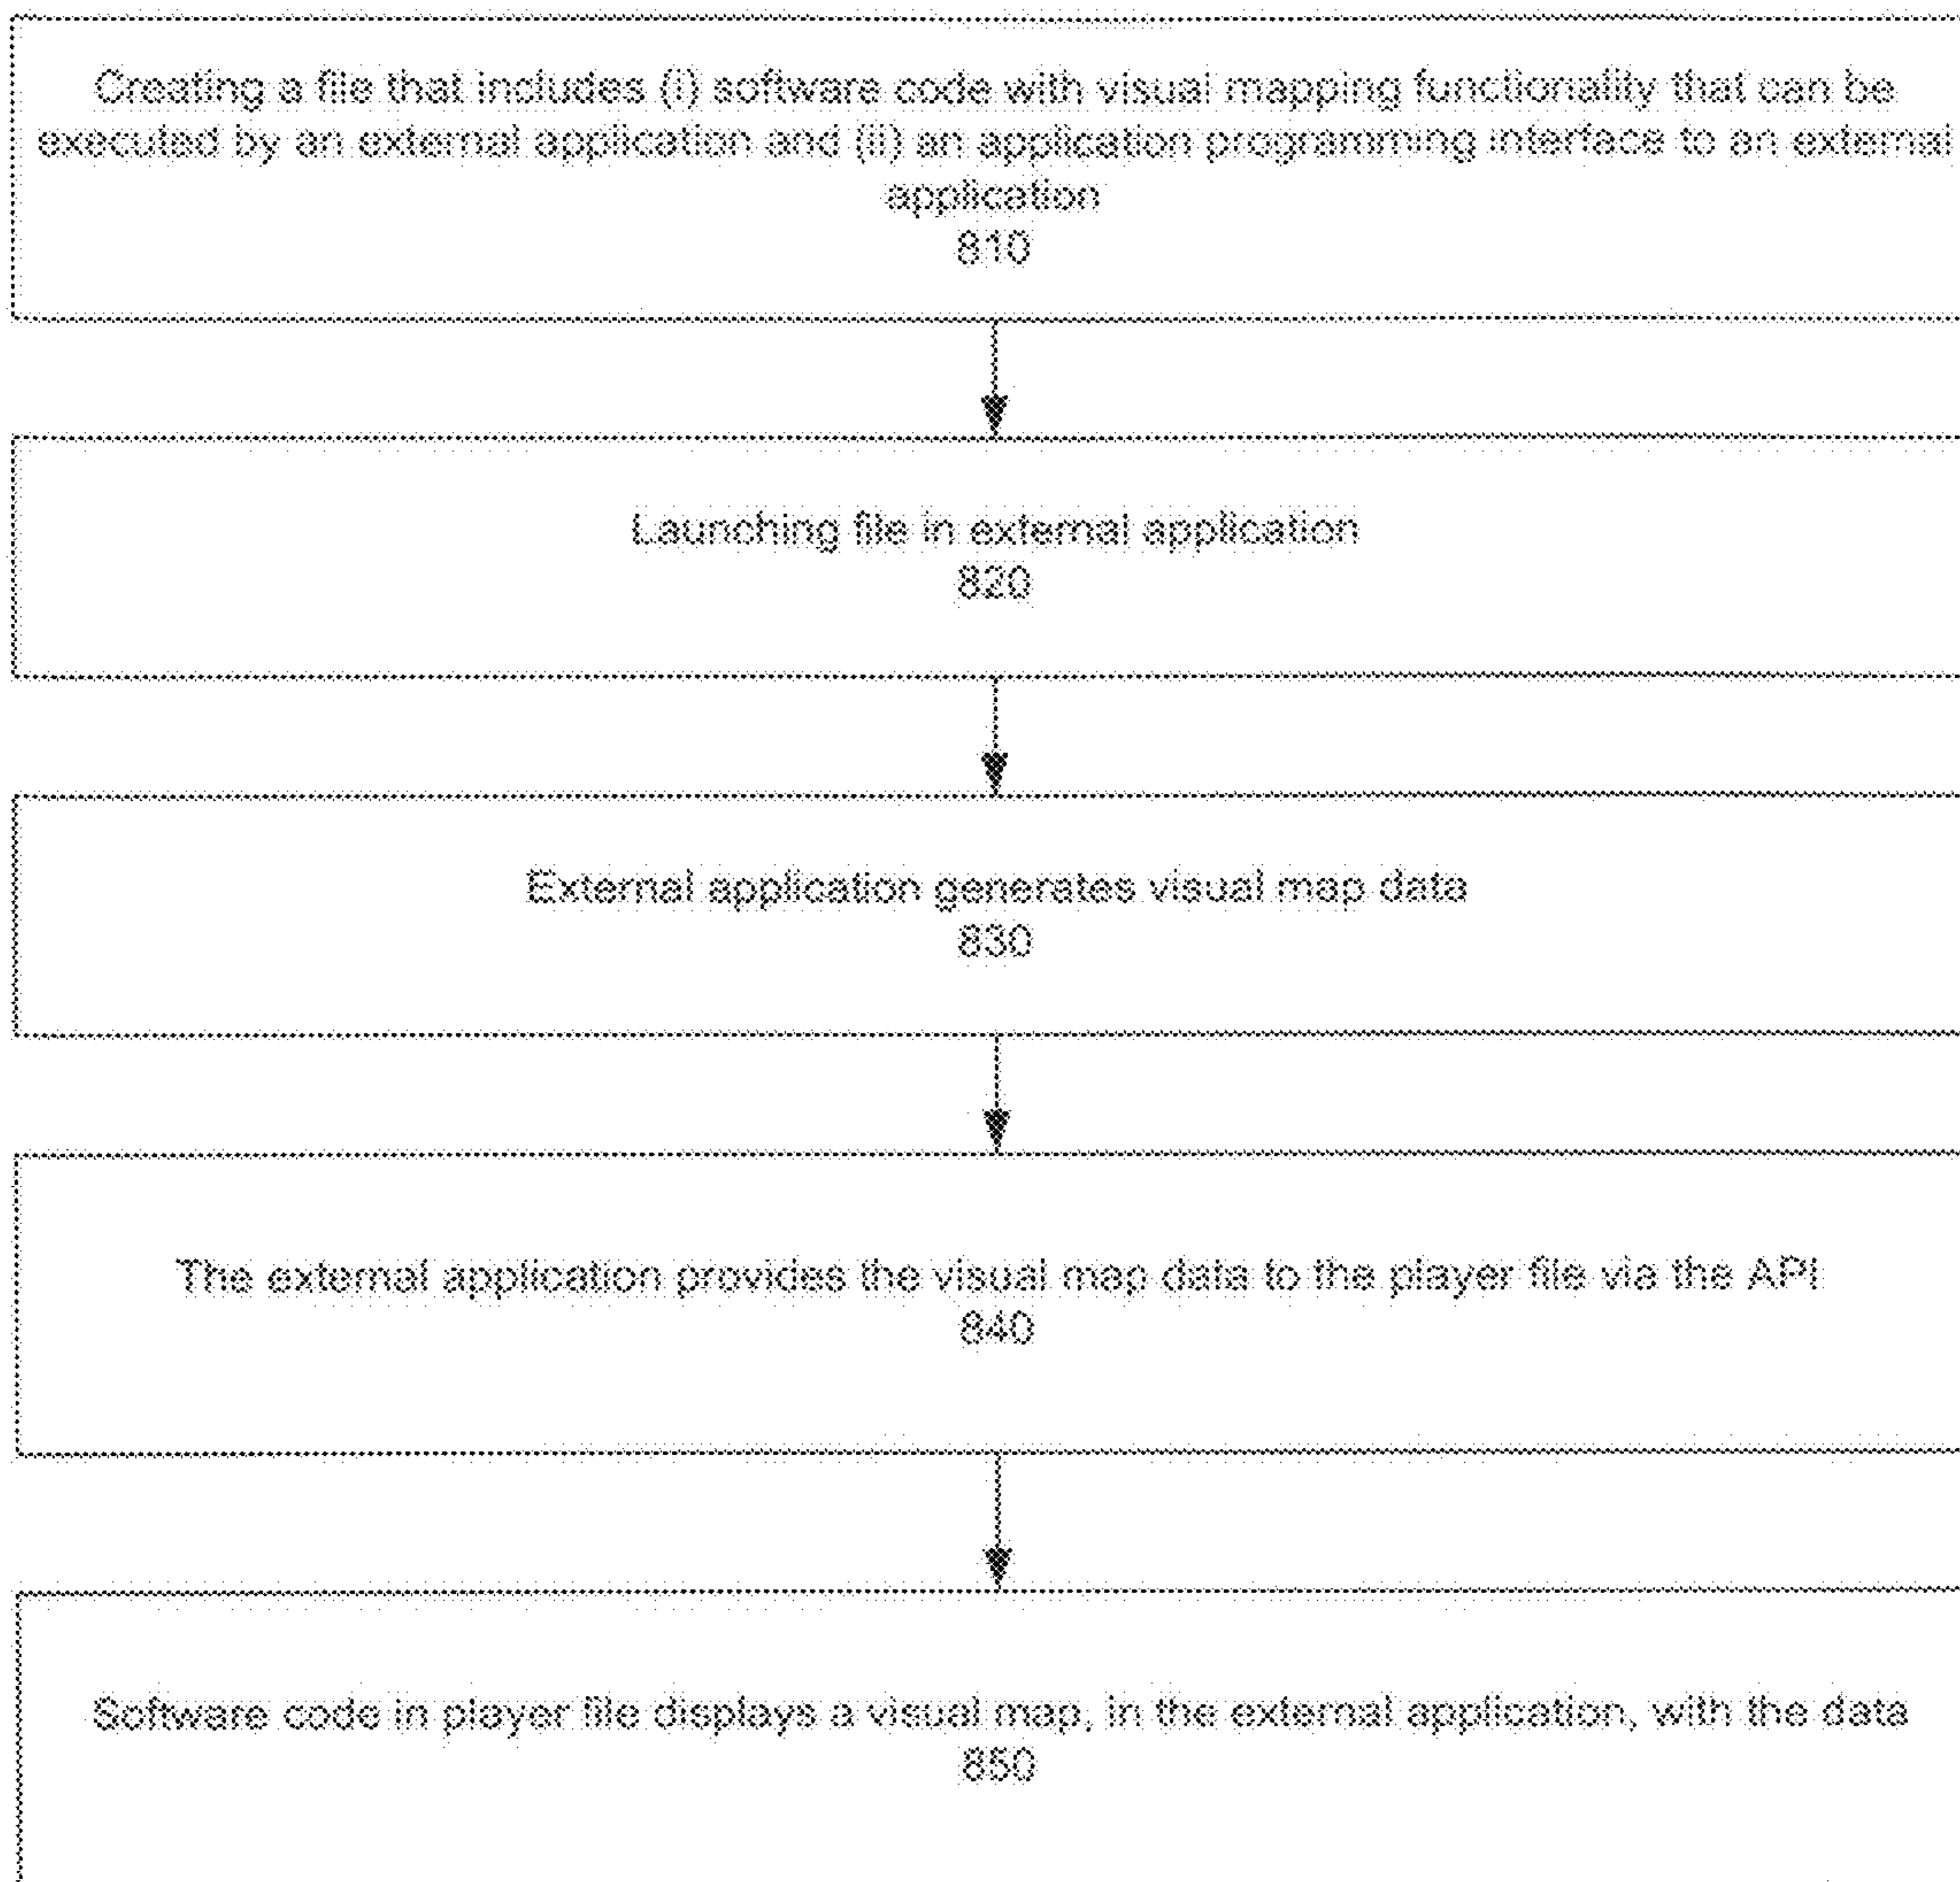 Creating a file that includes (i) software code with visual mapping functionality that can be
executed by an external application and (ii) an application programming interface to an external
application
810
Launching file in external application
820
External application generates visual map data
830
The external application provides the visual map data to the player file via the API
840
Software code in player file displays a visual map, in the external application, with the data
850